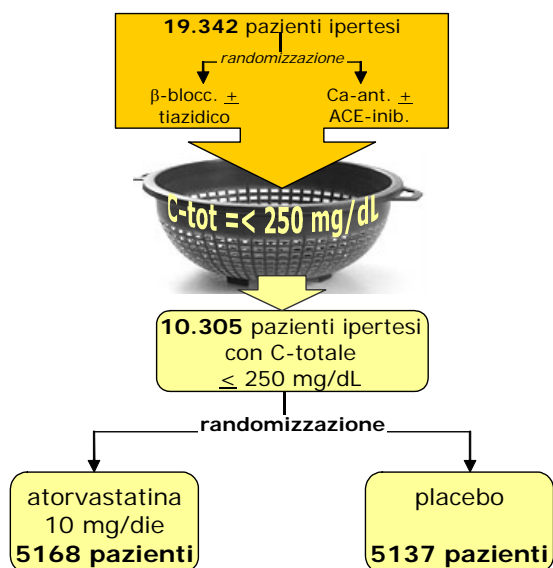 19.342 pazienti ipertesi
randomizzazione
β-blocc. +
tiazidico
Ca-ant. +
ACE-inib.
C-tot =< 250 mg/dL
10.305 pazienti ipertesi
con C-totale
≤ 250 mg/dL
randomizzazione
atorvastatina
10 mg/die
5168 pazienti
placebo
5137 pazienti